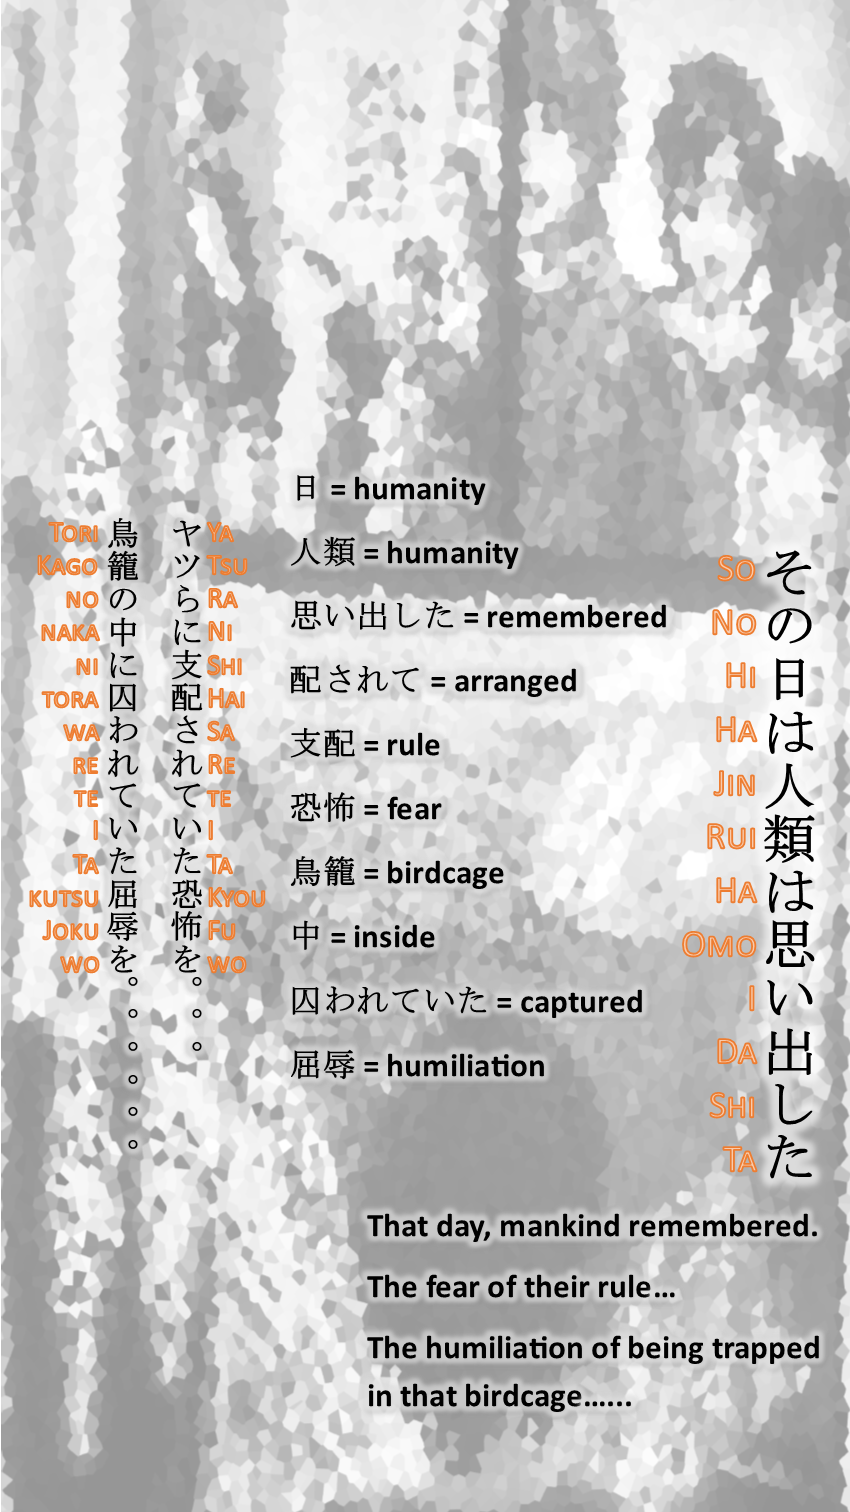 その日は人類は思い出した
So
No
Hi
Ha
Jin
Rui
Ha
Omo
I
Da
Shi
Ta
日 = humanity
人類 = humanity
思い出した = remembered
配されて = arranged
支配 = rule
恐怖 = fear
鳥籠 = birdcage
中 = inside
囚われていた = captured
屈辱 = humiliation
ヤツらに支配されていた恐怖を。。。
Ya
Tsu
Ra
Ni
Shi
Hai
Sa
Re
te
I
Ta
Kyou
Fu
wo
鳥籠の中に囚われていた屈辱を。。。。。。
Tori
Kago
no
naka
ni
tora
wa
re
te
i
ta
kutsu
Joku
wo
That day, mankind remembered.
The fear of their rule...
The humiliation of being trapped
in that birdcage......